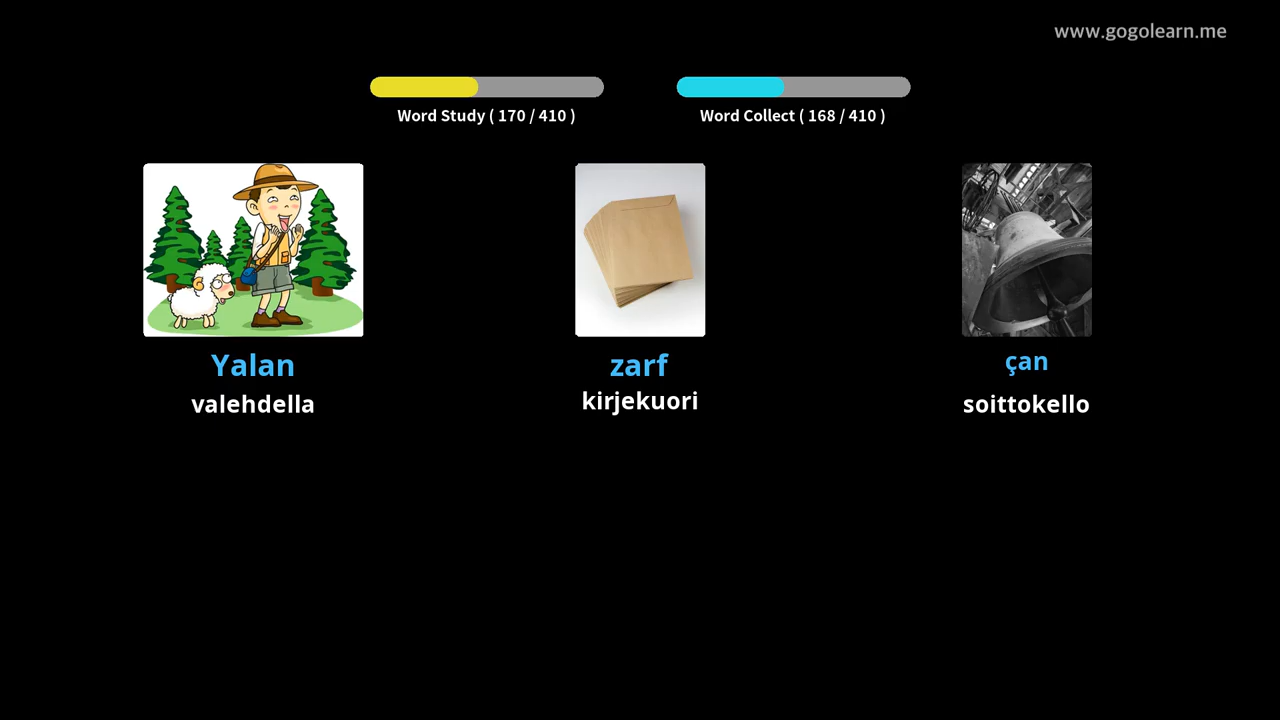 www.gogolearn.me
Word Study ( 170 / 410 )
Word Collect ( 168 / 410 )
Yalan
valehdella
zarf
kirjekuori
çan
soittokello